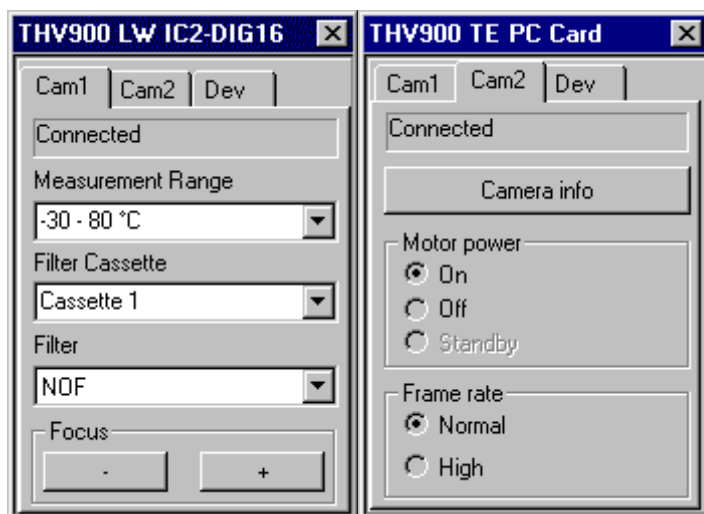 THV900 LW IC2-DIG16
Cam1 Cam2 Dev
Connected
Measurement Range
-30 - 80 °C
Filter Cassette
Cassette 1
Filter
NOF
Focus
- +
THV900 TE PC Card
Cam1 Cam2 Dev
Connected
Camera info
Motor power
On
Off
Standby
Frame rate
Normal
High